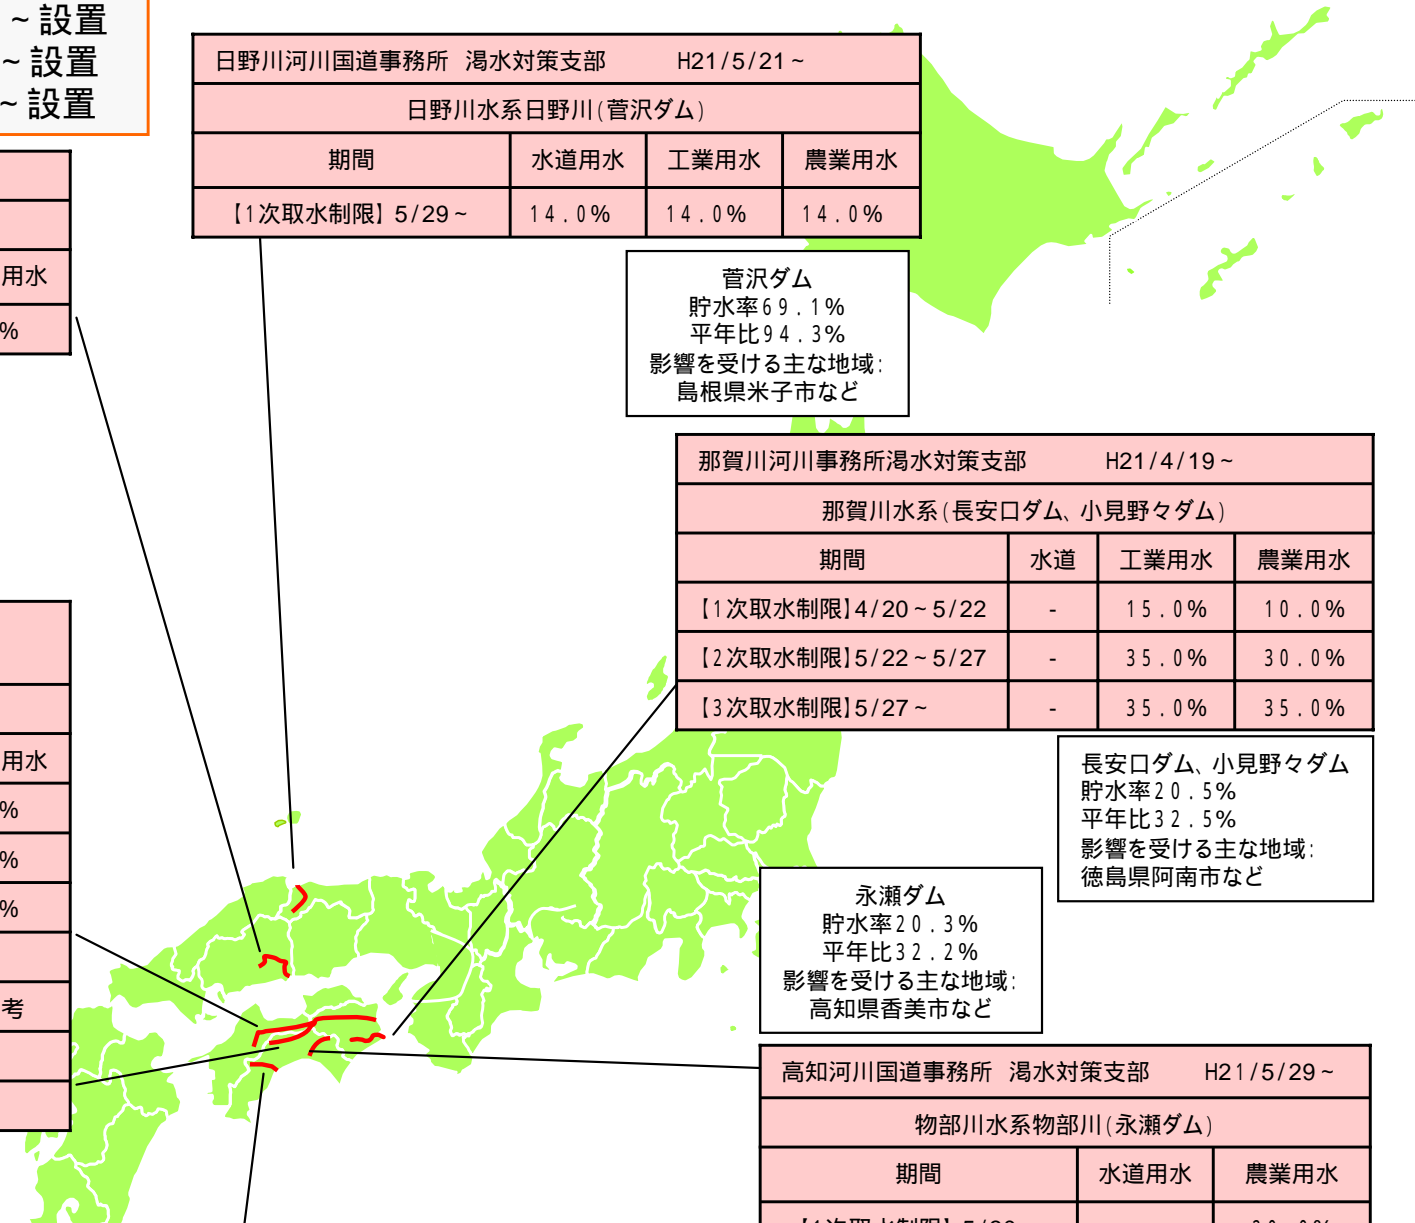 ~設置
~設置
~設置
日野川河川国道事務所 渇水対策支部 H21/5/21~
日野川水系日野川(菅沢ダム)
期間 水道用水 工業用水 農業用水
【1次取水制限】5/29~ 14.0% 14.0% 14.0%
用水
%
菅沢ダム
貯水率69.1%
平年比94.3%
影響を受ける主な地域:
島根県米子市など
那賀川河川事務所渇水対策支部 H21/4/19~
那賀川水系(長安口ダム、小見野々ダム)
期間 水道 工業用水 農業用水
【1次取水制限】4/20~5/22 - 15.0% 10.0%
【2次取水制限】5/22~5/27 - 35.0% 30.0%
【3次取水制限】5/27~ - 35.0% 35.0%
用水
%
%
%
考
長安口ダム、小見野々ダム
貯水率20.5%
平年比32.5%
影響を受ける主な地域:
徳島県阿南市など
永瀬ダム
貯水率20.3%
平年比32.2%
影響を受ける主な地域:
高知県香美市など
高知河川国道事務所 渇水対策支部 H21/5/29~
物部川水系物部川(永瀬ダム)
期間 水道用水 農業用水